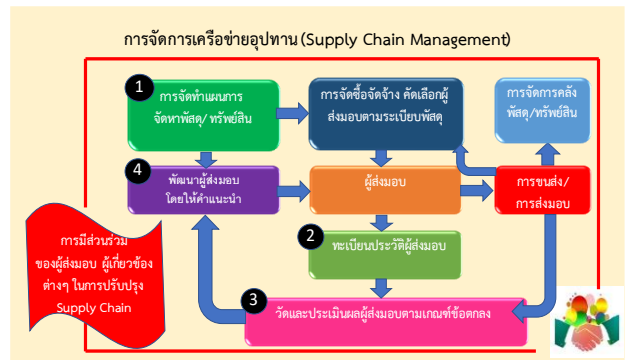 การจัดการเครือข่ายอุปทาน (Supply Chain Management)
1
การจัดทำแผนการ
จัดหาพัสดุ/ทรัพย์สิน
การจัดซื้อจัดจ้าง คัดเลือกผู้
ส่งมอบตามระเบียบพัสดุ
การจัดการคลัง
พัสดุ/ทรัพย์สิน
4
พัฒนาผู้ส่งมอบ
โดยให้คำแนะนำ
ผู้ส่งมอบ
การขนส่ง/
การส่งมอบ
การมีส่วนร่วม
ของผู้ส่งมอบ ผู้เกี่ยวข้อง
ต่างๆ ในการปรับปรุง
Supply Chain
2
ทะเบียนประวัติผู้ส่งมอบ
3
วัดและประเมินผลผู้ส่งมอบตามเกณฑ์ข้อตกลง